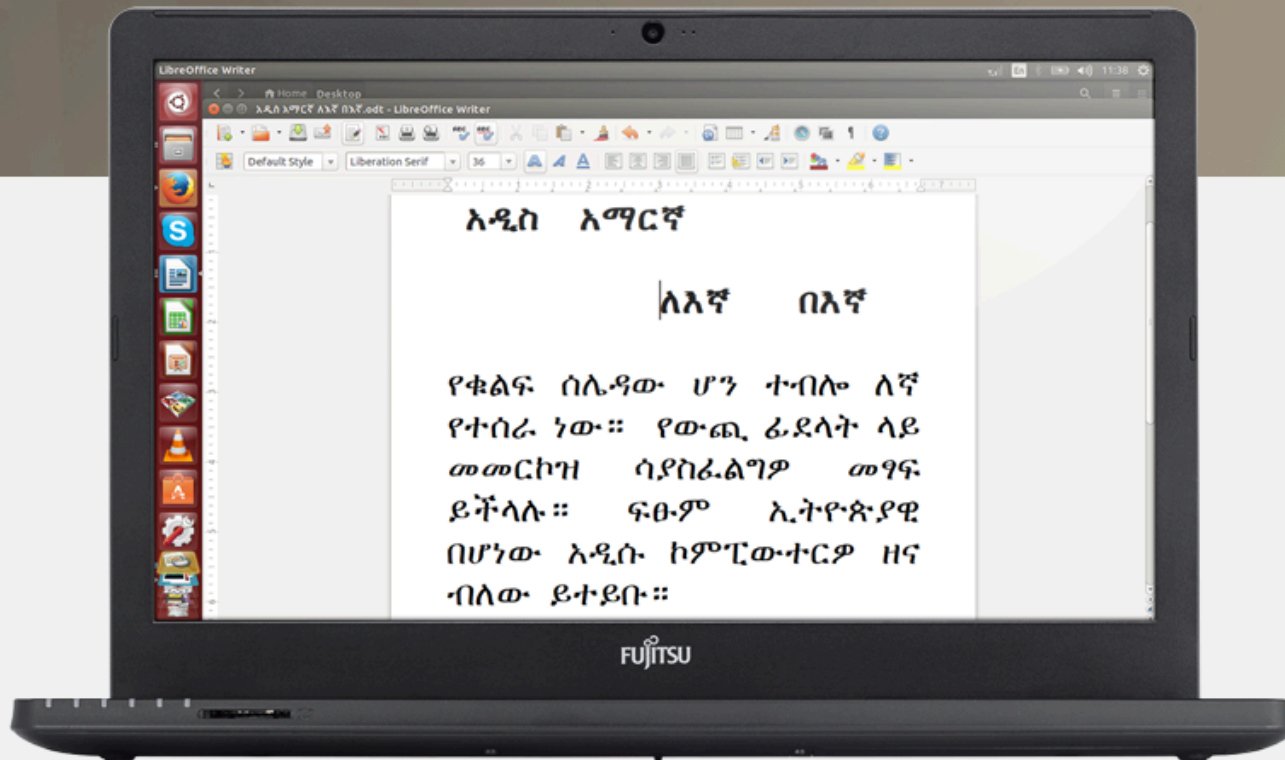 LibreOffice Writer
En
11:38
Home Desktop
አዲስ አማርኛ ለእኛ በእኛ.odt - LibreOffice Writer
Default Style
Liberation Serif
36
አዲስ አማርኛ
ለእኛ በእኛ
የቁልፍ ሰሌዳው ሆን ተብሎ ለኛ
የተሰራ ነው። የውጪ ፊደላት ላይ
መመርኮዝ ሳያስፈልግዎ መፃፍ
ይችላሉ። ፍፁም ኢትዮጵያዊ
በሆነው አዲሱ ኮምፒውተርዎ ዘና
ብለው ይተይቡ።
FUJITSU